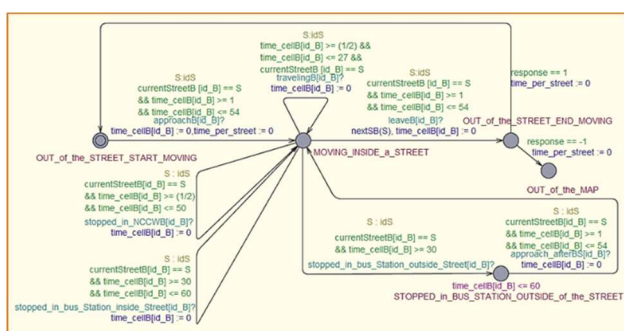 S:idS
time_cellB[id_B] >= (1/2) &&
time_cellB[id_B] <= 27 &&
currentStreetB [id_B] == S
travelingB[id_B]?
time_cellB[id_B] := 0
S:idS
currentStreetB [id_B] == S
&& time_cellB[id_B] >= 1
&& time_cellB[id_B] <= 54
approachB[id_B]?
time_cellB[id_B] := 0,time_per_street := 0
OUT_of_the_STREET_START_MOVING
S:idS
currentStreetB [id_B] == S
&& time_cellB[id_B] >= 1
&& time_cellB[id_B] <= 54
leaveB[id_B]?
nextSB(S), time_cellB[id_B] := 0
MOVING_INSIDE_a_STREET
response == 1
time_per_street := 0
OUT_of_the_STREET_END_MOVING
response == -1
time_per_street := 0
OUT_of_the_MAP
S : idS
currentStreetB[id_B] == S
&& time_cellB[id_B] >= (1/2)
&& time_cellB[id_B] <= 50
stopped_in_NCCWB[id_B]?
time_cellB[id_B] := 0
S : idS
currentStreetB[id_B] == S
&& time_cellB[id_B] >= 30
&& time_cellB[id_B] <= 60
stopped_in_bus_Station_inside_Street[id_B]?
time_cellB[id_B] := 0
S : idS
currentStreetB[id_B] == S
&& time_cellB[id_B] >= 30
stopped_in_bus_Station_outside_Street[id_B]?
S : idS
currentStreetB[id_B] == S
&& time_cellB[id_B] >= 1
&& time_cellB[id_B] <= 54
approach_afterBS[id_B]?
time_cellB[id_B] := 0
time_cellB[id_B] <= 60
STOPPED_in_BUS_STATION_OUTSIDE_of_the_STREET